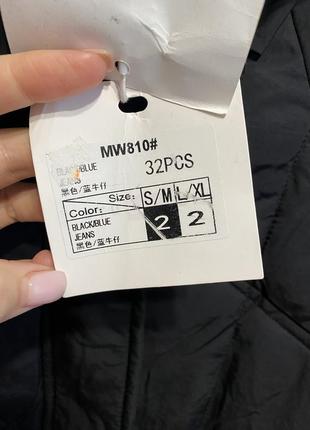 MW810#
BLACK/BLUE
JEANS
黑色/蓝牛仔
32PCS
Size: S/M L/XL
Color:
BLACK/BLUE
JEANS
黑色/蓝牛仔
2 2